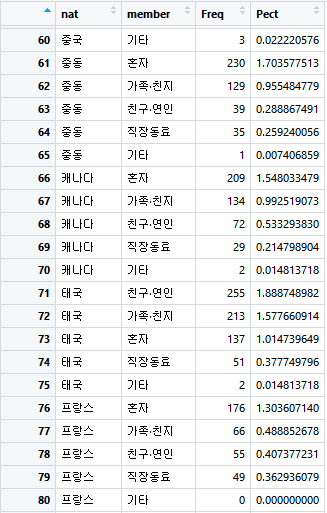 nat member Freq Pect
60 중국 기타 3 0.022220576
61 중동 혼자 230 1.703577513
62 중동 가족·친지 129 0.955484779
63 중동 친구·연인 39 0.288867491
64 중동 직장동료 35 0.259240056
65 중동 기타 1 0.007406859
66 캐나다 혼자 209 1.548033479
67 캐나다 가족·친지 134 0.992519073
68 캐나다 친구·연인 72 0.533293830
69 캐나다 직장동료 29 0.214798904
70 캐나다 기타 2 0.014813718
71 태국 친구·연인 255 1.888748982
72 태국 가족·친지 213 1.577660914
73 태국 혼자 137 1.014739649
74 태국 직장동료 51 0.377749796
75 태국 기타 2 0.014813718
76 프랑스 혼자 176 1.303607140
77 프랑스 가족·친지 66 0.488852678
78 프랑스 친구·연인 55 0.407377231
79 프랑스 직장동료 49 0.362936079
80 프랑스 기타 0 0.000000000